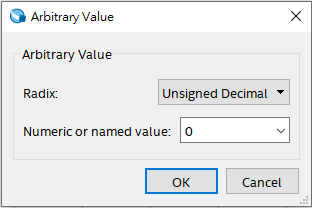 Arbitrary Value
Arbitrary Value
Radix: Unsigned Decimal
Numeric or named value: 0
OK Cancel